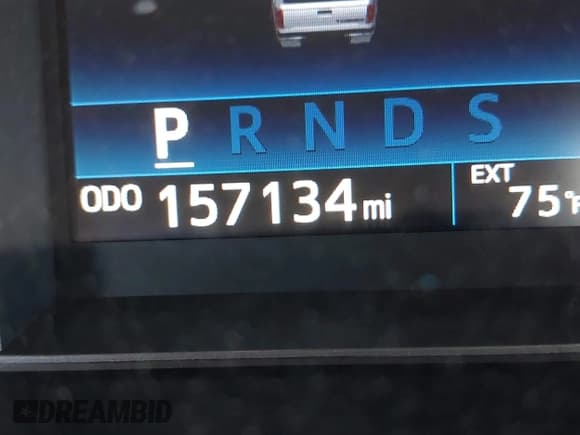 P R N D S
ODO 157134 mi
EXT
75°F
DREAMBID